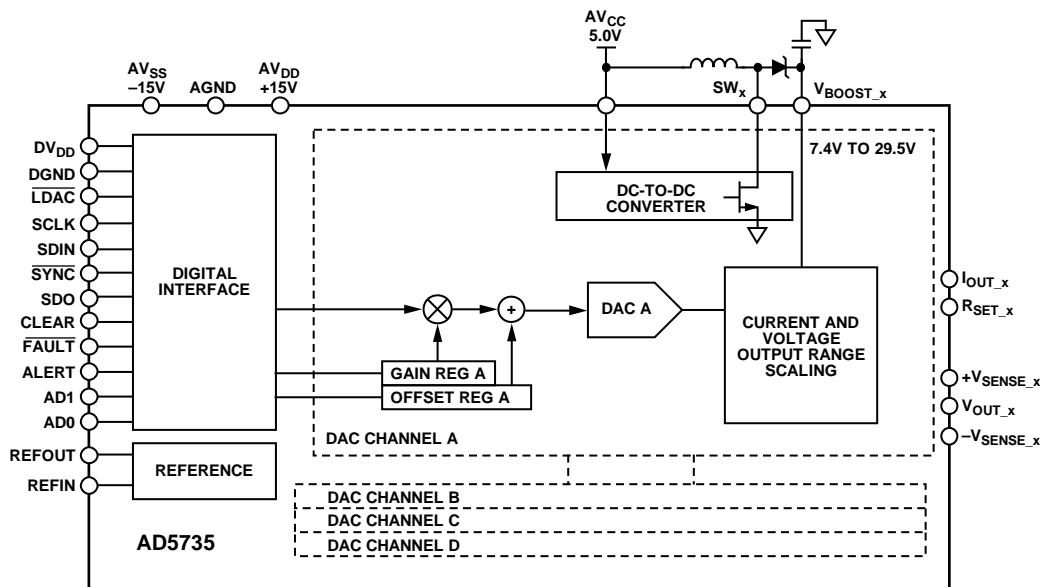 AVCC
5.0V
AVSS
–15V
AGND
AVDD
+15V
SWx
VBOOST_x
DVDD
DGND
LDAC
SCLK
SDIN
SYNC
SDO
CLEAR
FAULT
ALERT
AD1
AD0
REFOUT
REFIN
DIGITAL
INTERFACE
REFERENCE
7.4V TO 29.5V
DC-TO-DC
CONVERTER
×
+
DAC A
GAIN REG A
OFFSET REG A
CURRENT AND
VOLTAGE
OUTPUT RANGE
SCALING
DAC CHANNEL A
DAC CHANNEL B
DAC CHANNEL C
DAC CHANNEL D
IOUT_x
RSET_x
+VSENSE_x
VOUT_x
–VSENSE_x
AD5735